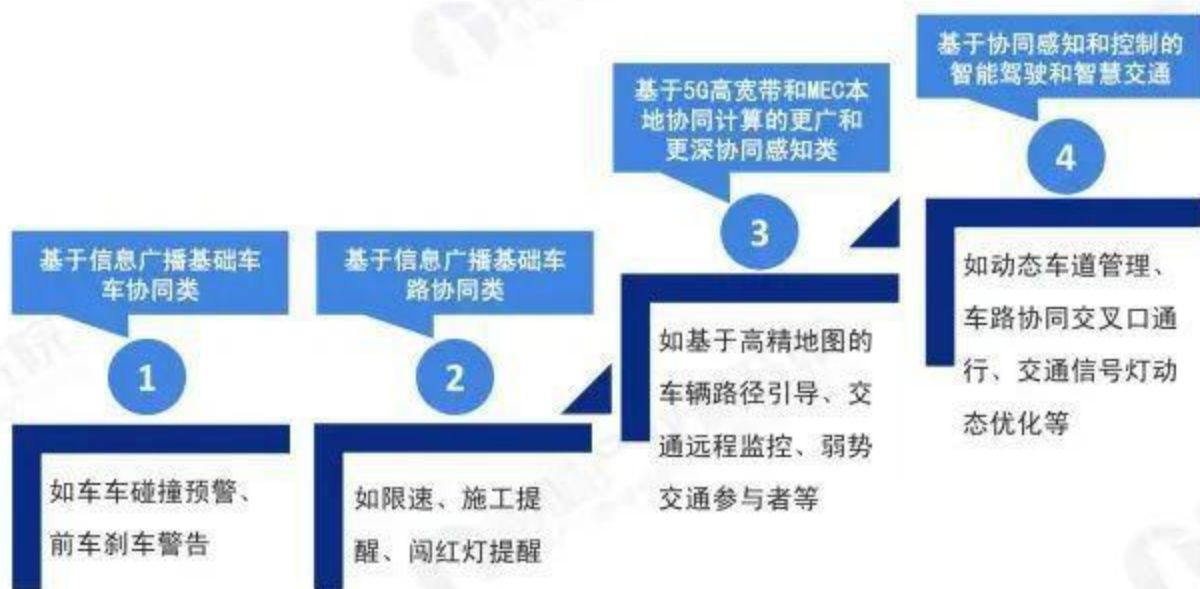 基于信息广播基础车
车协同类
1
如车车碰撞预警、
前车刹车警告
基于信息广播基础车
路协同类
2
如限速、施工提
醒、闯红灯提醒
基于5G高宽带和MEC本
地协同计算的更广和
更深协同感知类
3
如基于高精地图的
车辆路径引导、交
通远程监控、弱势
交通参与者等
基于协同感知和控制的
智能驾驶和智慧交通
4
如动态车道管理、
车路协同交叉口通
行、交通信号灯动
态优化等